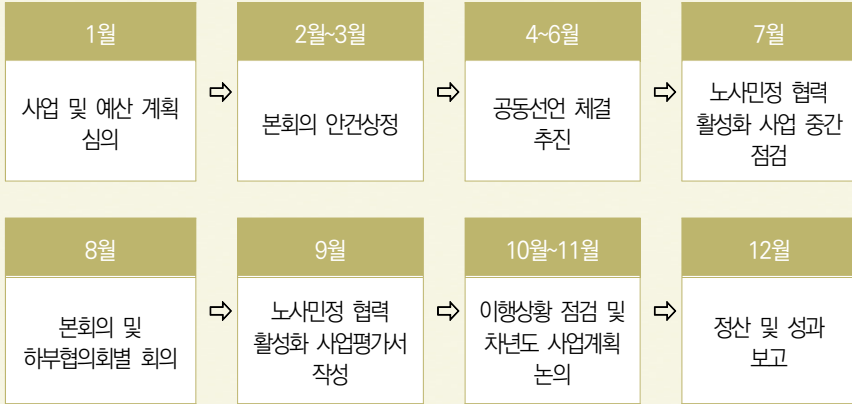 1월
사업 및 예산 계획
심의
2월~3월
본회의 안건상정
4~6월
공동선언 체결
추진
7월
노사민정 협력
활성화 사업 중간
점검
8월
본회의 및
하부협의회별 회의
9월
노사민정 협력
활성화 사업평가서
작성
10월~11월
이행상황 점검 및
차년도 사업계획
논의
12월
정산 및 성과
보고